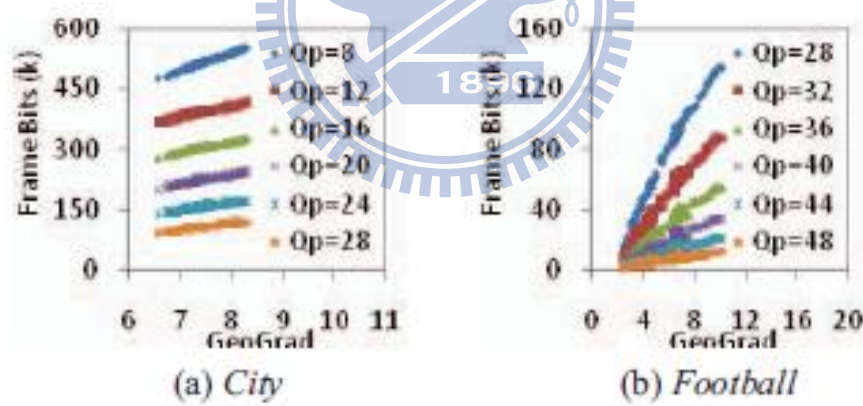 600
450
300
150
0
Frame Bits (k)
Qp=8
Qp=12
Qp=16
Qp=20
Qp=24
Qp=28
6 7 8 9 10 11
GeoGrad
(a) City
160
120
80
40
0
Frame Bits (k)
Qp=28
Qp=32
Qp=36
Qp=40
Qp=44
Qp=48
0 4 8 12 16 20
GeoGrad
(b) Football
1896